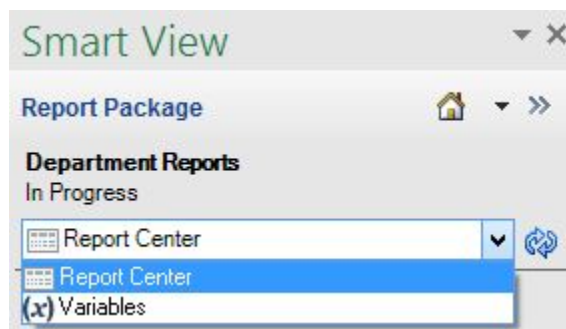 Smart View
Report Package
Department Reports
In Progress
Report Center
Report Center
(x) Variables